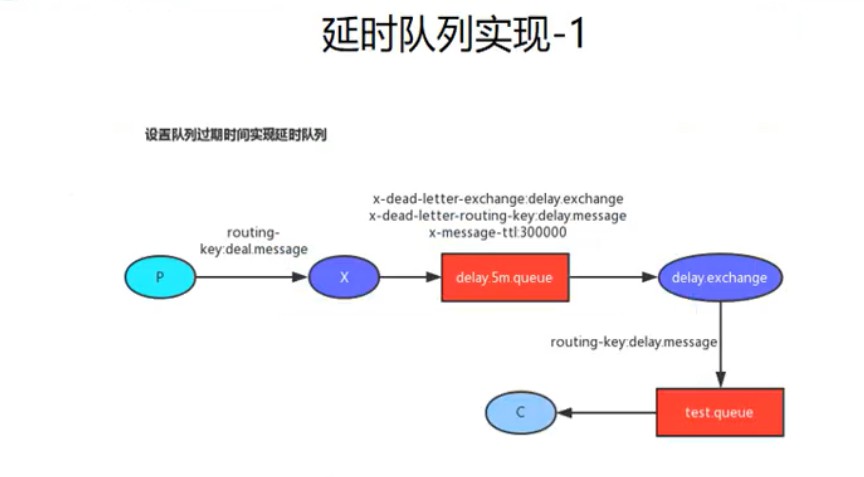 延时队列实现-1
设置队列过期时间实现延时队列
x-dead-letter-exchange:delay.exchange
x-dead-letter-routing-key:delay.message
x-message-ttl:300000
routing-
key:deal.message
P
X
delay.5m.queue
delay.exchange
routing-key:delay.message
C
test.queue